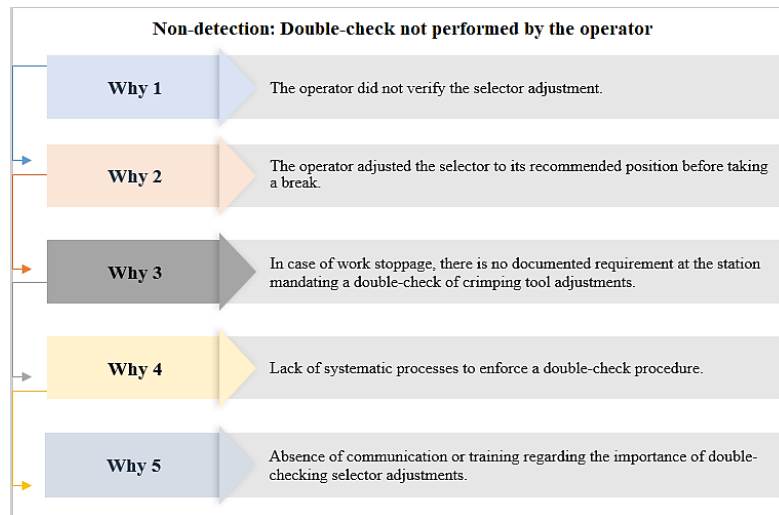 Non-detection: Double-check not performed by the operator
Why 1
The operator did not verify the selector adjustment.
Why 2
The operator adjusted the selector to its recommended position before taking
a break.
Why 3
In case of work stoppage, there is no documented requirement at the station
mandating a double-check of crimping tool adjustments.
Why 4
Lack of systematic processes to enforce a double-check procedure.
Why 5
Absence of communication or training regarding the importance of double-
checking selector adjustments.